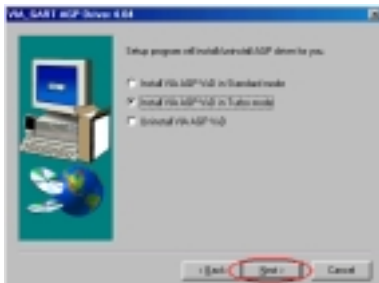 VIA_GART AGP Driver 4.04
Setup program will install/uninstall AGP driver to you.
Install VIA AGP VxD in Standard mode
Install VIA AGP VxD in Turbo mode
Uninstall VIA AGP VxD
< Back
Next >
Cancel